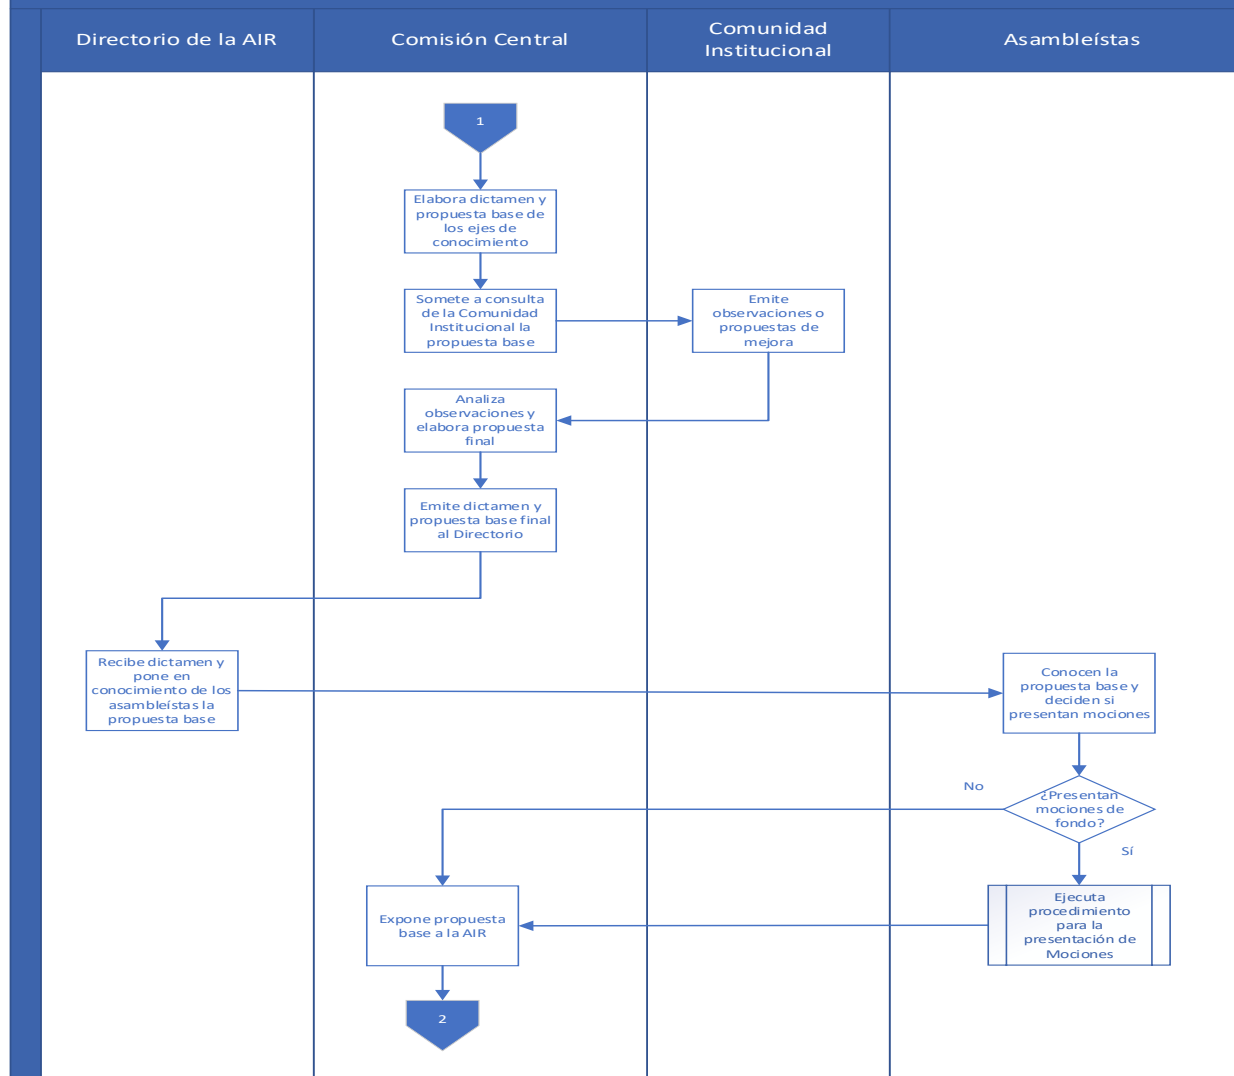 Directorio de la AIR
Comisión Central
Comunidad
Institucional
Asambleístas
1
Elabora dictamen y
propuesta base de
los ejes de
conocimiento
Somete a consulta
de la Comunidad
Institucional la
propuesta base
Emite
observaciones o
propuestas de
mejora
Analiza
observaciones y
elabora propuesta
final
Emite dictamen y
propuesta base final
al Directorio
Recibe dictamen y
pone en
conocimiento de los
asambleístas la
propuesta base
Conocen la
propuesta base y
deciden si
presentan mociones
No
¿Presentan
mociones de
fondo?
Sí
Expone propuesta
base a la AIR
Ejecuta
procedimiento
para la
presentación de
Mociones
2